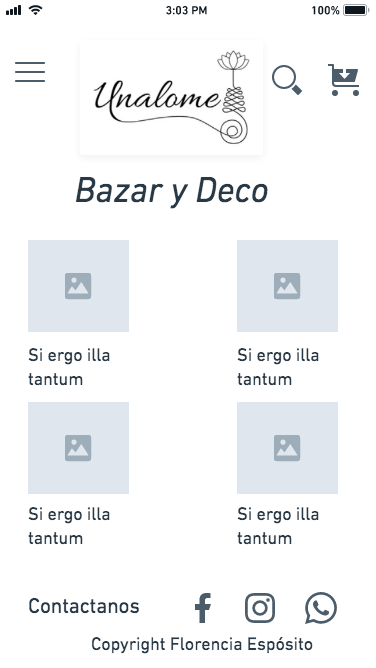 3:03 PM
100%
Unalome
Bazar y Deco
Si ergo illa
tantum
Si ergo illa
tantum
Si ergo illa
tantum
Si ergo illa
tantum
Contactanos
Copyright Florencia Espósito